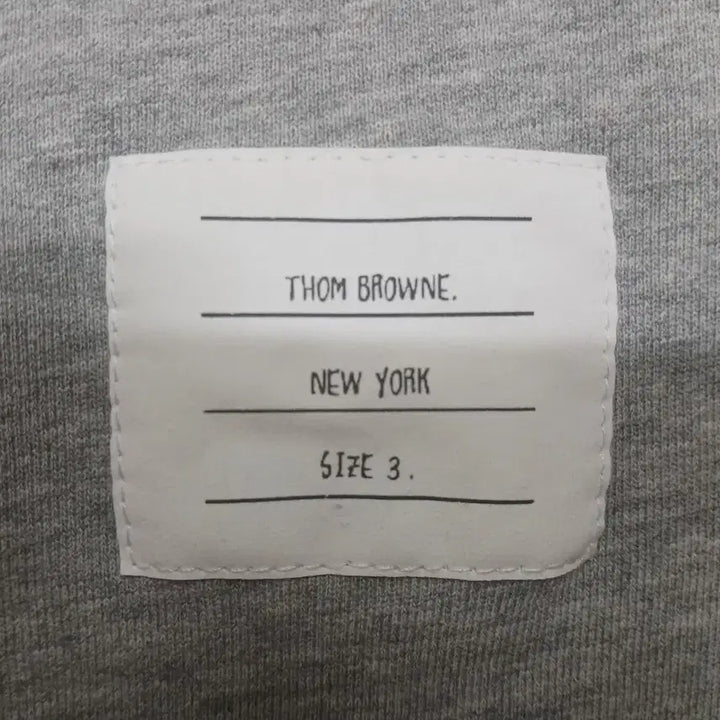 THOM BROWNE.
NEW YORK
SIZE 3.